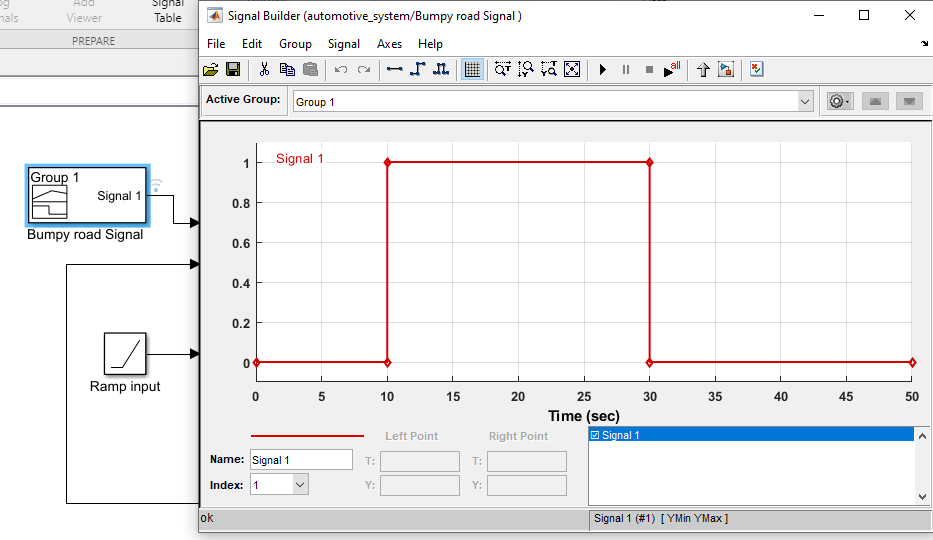 Add
Viewer
Signal
Table
PREPARE
Group 1
Signal 1
Bumpy road Signal
Ramp input
Signal Builder (automotive_system/Bumpy road Signal )
File Edit Group Signal Axes Help
all
Active Group: Group 1
Signal 1
1
0.8
0.6
0.4
0.2
0
0 5 10 15 20 25 30 35 40 45 50
Time (sec)
Left Point Right Point
Name: Signal 1 T: T:
Index: 1 Y: Y:
Signal 1
ok
Signal 1 (#1) [ YMin YMax ]